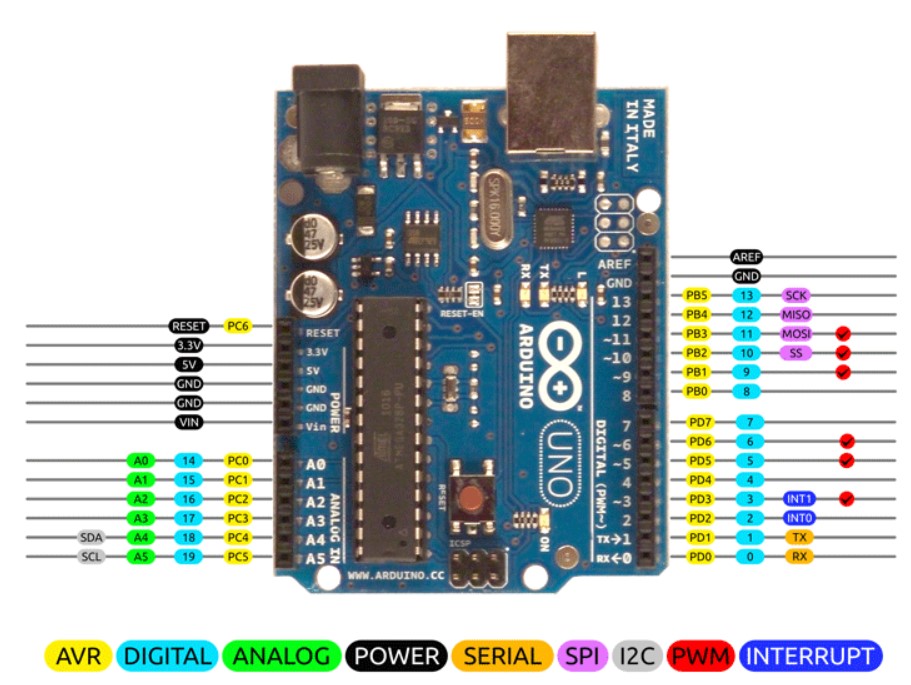 MADE
IN ITALY
SPK16.000Y
47
25V
47
25V
RX
TX
L
RESET-EN
ARDUINO
UNO
RESET
3.3V
5V
GND
GND
Vin
POWER
A0
A1
A2
A3
A4
A5
ANALOG IN
AREF
GND
13
12
~11
~10
~9
8
7
~6
~5
4
~3
2
TX→1
RX←0
DIGITAL (PWM~)
RESET
ICSP
ON
WWW.ARDUINO.CC
RESET PC6
3.3V
5V
GND
GND
VIN
A0 14 PC0
A1 15 PC1
A2 16 PC2
A3 17 PC3
SDA A4 18 PC4
SCL A5 19 PC5
AREF
GND
PB5 13 SCK
PB4 12 MISO
PB3 11 MOSI
PB2 10 SS
PB1 9
PB0 8
PD7 7
PD6 6
PD5 5
PD4 4
PD3 3 INT1
PD2 2 INT0
PD1 1 TX
PD0 0 RX
AVR DIGITAL ANALOG POWER SERIAL SPI I2C PWM INTERRUPT